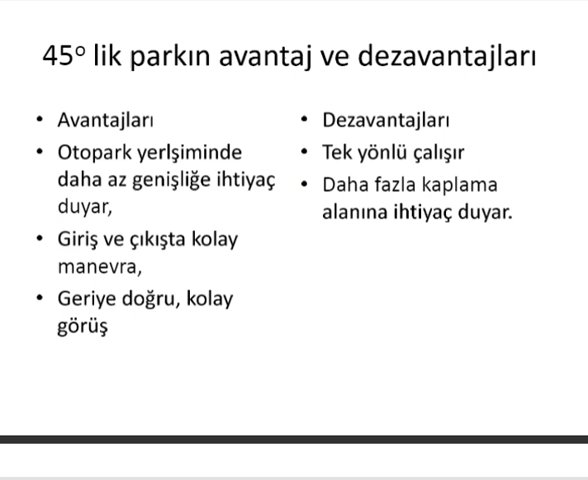 45° lik parkın avantaj ve dezavantajları
• Avantajları
• Otopark yerlşiminde
daha az genişliğe ihtiyaç
duyar,
• Giriş ve çıkışta kolay
manevra,
• Geriye doğru, kolay
görüş
• Dezavantajları
• Tek yönlü çalışır
• Daha fazla kaplama
alanına ihtiyaç duyar.